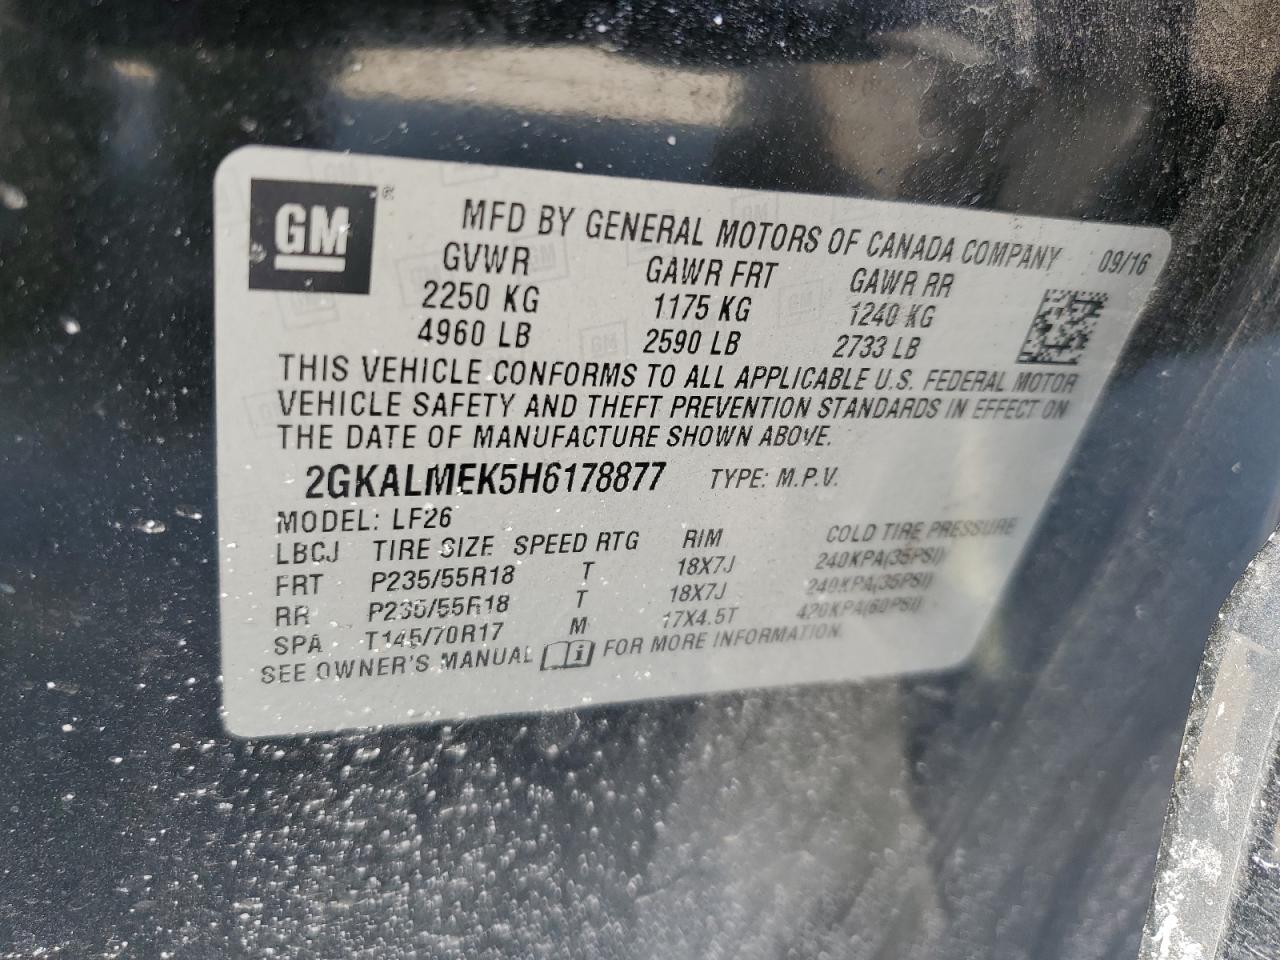 GM
MFD BY GENERAL MOTORS OF CANADA COMPANY 09/16
GVWR GAWR FRT GAWR RR
2250 KG 1175 KG 1240 KG
4960 LB 2590 LB 2733 LB
THIS VEHICLE CONFORMS TO ALL APPLICABLE U.S. FEDERAL MOTOR
VEHICLE SAFETY AND THEFT PREVENTION STANDARDS IN EFFECT ON
THE DATE OF MANUFACTURE SHOWN ABOVE.
2GKALMEK5H6178877 TYPE: M.P.V.
MODEL: LF26
LBCJ TIRE SIZE SPEED RTG RIM COLD TIRE PRESSURE
FRT P235/55R18 T 18X7J 240KPA(35PSI)
RR P235/55R18 T 18X7J 240KPA(35PSI)
SPA T145/70R17 M 17X4.5T 420KPA(60PSI)
SEE OWNER'S MANUAL FOR MORE INFORMATION.